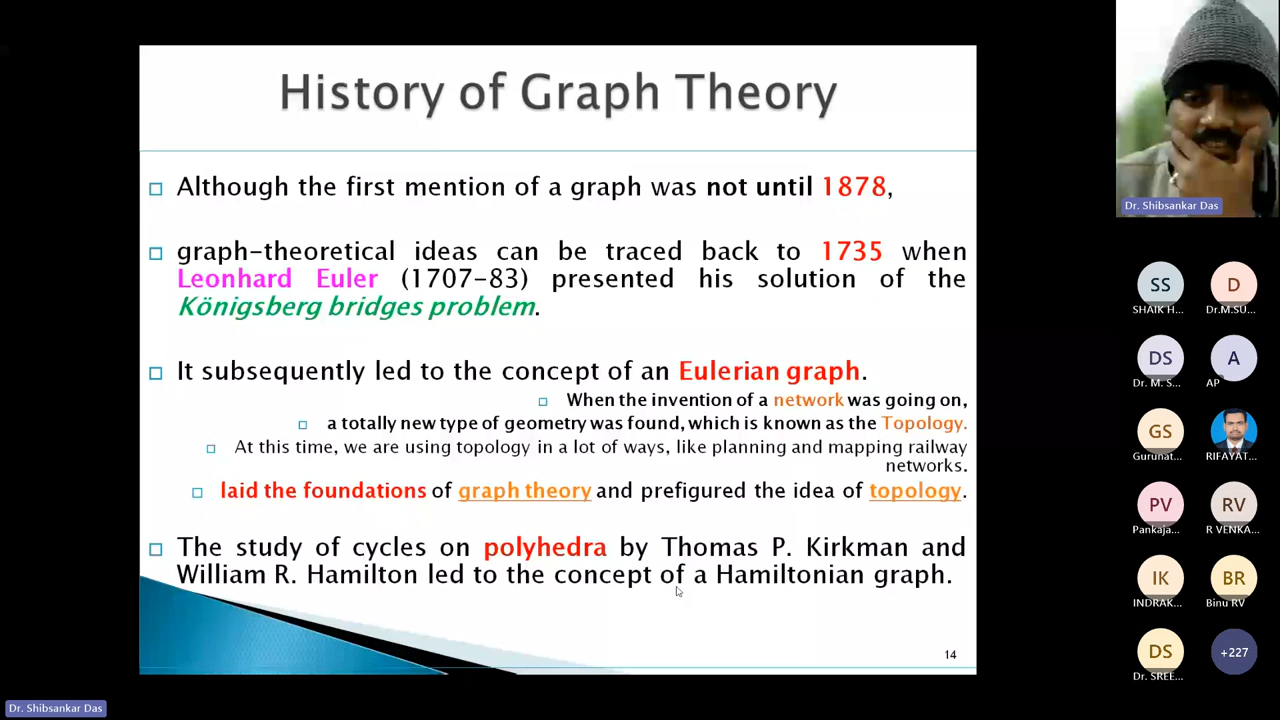 History of Graph Theory
Although the first mention of a graph was not until 1878,
graph-theoretical ideas can be traced back to 1735 when
Leonhard Euler (1707-83) presented his solution of the
Königsberg bridges problem.
It subsequently led to the concept of an Eulerian graph.
When the invention of a network was going on,
a totally new type of geometry was found, which is known as the Topology.
At this time, we are using topology in a lot of ways, like planning and mapping railway
networks.
laid the foundations of graph theory and prefigured the idea of topology.
The study of cycles on polyhedra by Thomas P. Kirkman and
William R. Hamilton led to the concept of a Hamiltonian graph.
14
Dr. Shibsankar Das
SS
D
SHAIK H...
Dr.M.SU...
DS
A
Dr. M. S...
AP
GS
Gurunat...
RIFAYAT...
PV
RV
Pankaja...
R VENKA...
IK
BR
INDRAK...
Binu RV
DS
+227
Dr. SREE...
Dr. Shibsankar Das